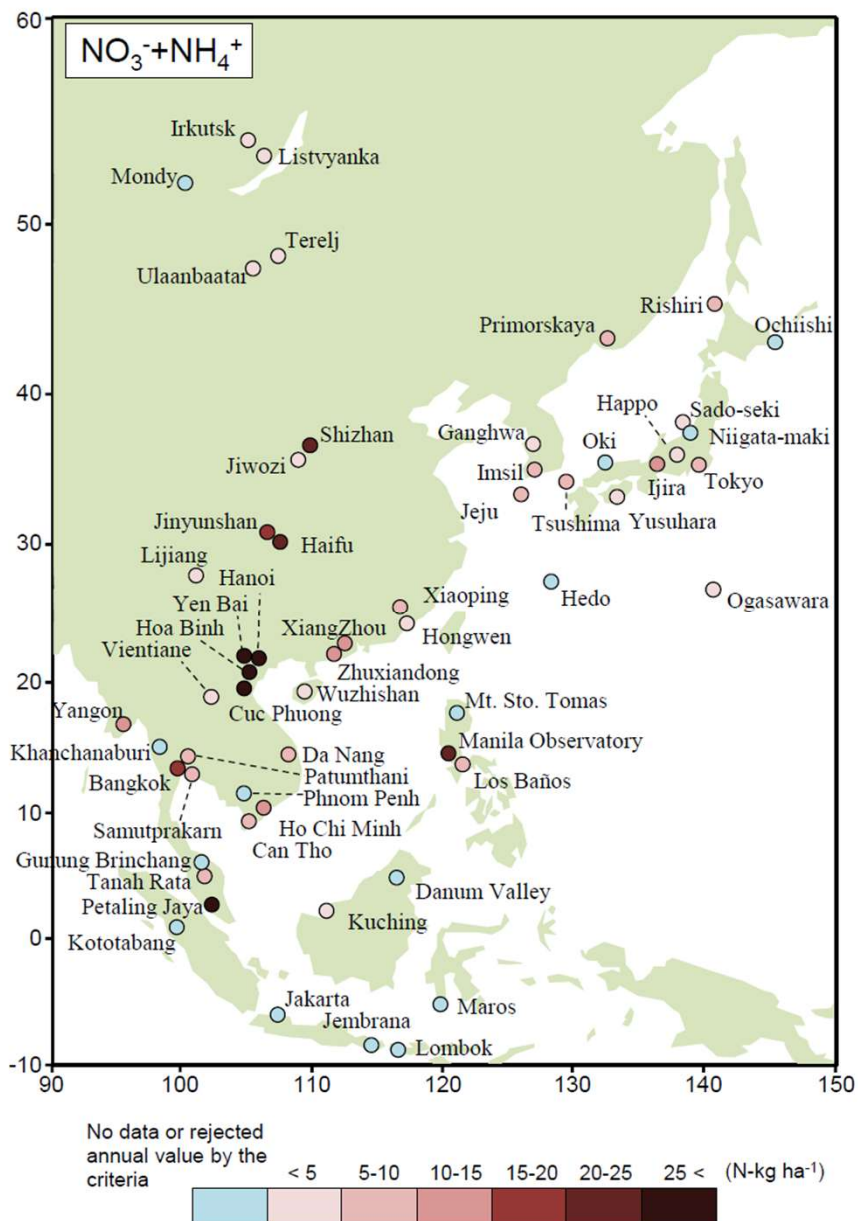 60
NO₃⁻+NH₄⁺
Irkutsk
Listvyanka
Mondy
50
Terelj
Ulaanbaatar
Rishiri
Primorskaya
Ochiishi
40
Happo
Sado-seki
Shizhan
Ganghwa
Oki
Niigata-maki
Jiwozi
Imsil
Ijira
Tokyo
Jeju
Tsushima
Yusuhara
Jinyunshan
30
Haifu
Lijiang
Hanoi
Yen Bai
Xiaoping
Hedo
Ogasawara
Hoa Binh
XiangZhou
Hongwen
Vientiane
Zhuxiandong
20
Wuzhishan
Cuc Phuong
Mt. Sto. Tomas
Yangon
Khanchanaburi
Da Nang
Manila Observatory
Patumthani
Los Baños
Bangkok
Phnom Penh
10
Samutprakarn
Ho Chi Minh
Can Tho
Gunung Brinchang
Tanah Rata
Danum Valley
Petaling Jaya
Kuching
Kototabang
0
Jakarta
Maros
Jembrana
Lombok
-10
90 100 110 120 130 140 150
No data or rejected
annual value by the
criteria
< 5 5-10 10-15 15-20 20-25 25 < (N-kg ha⁻¹)